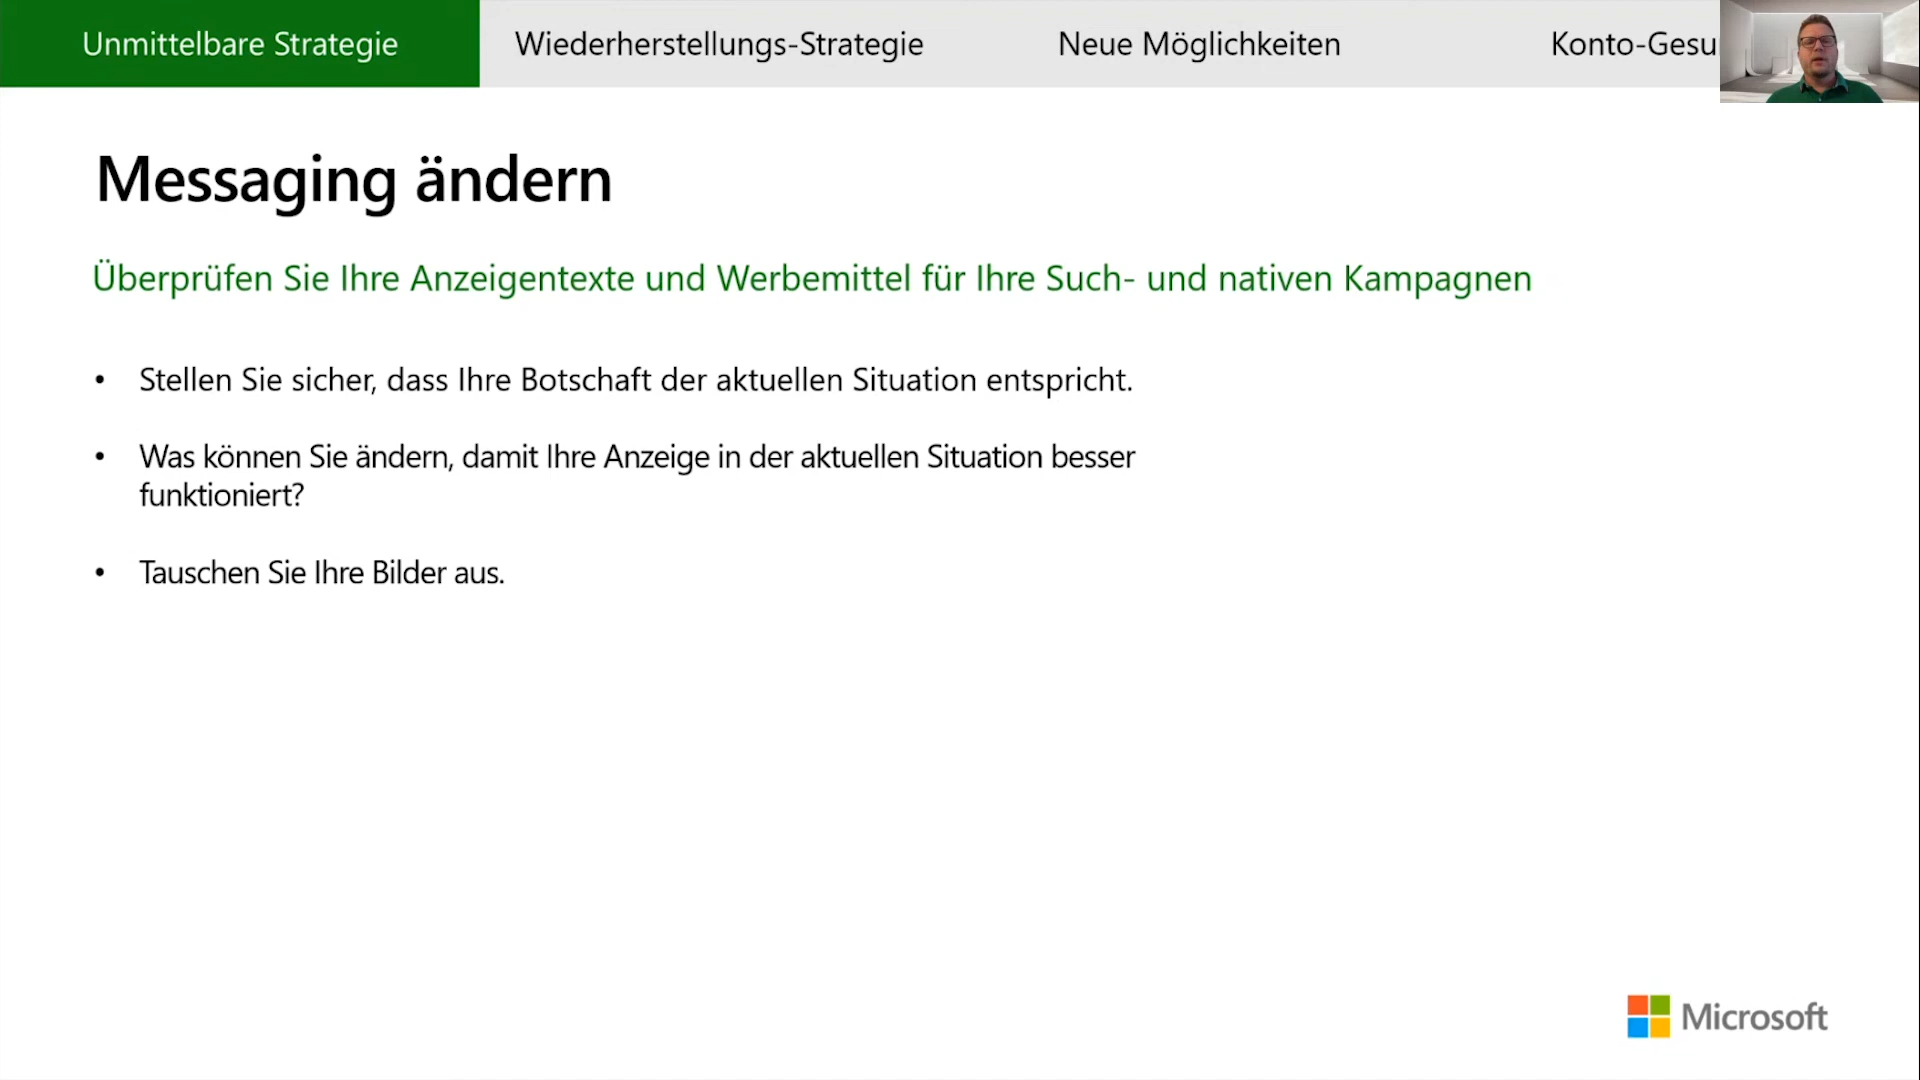 Unmittelbare Strategie
Wiederherstellungs-Strategie
Neue Möglichkeiten
Konto-Gesu
Messaging ändern
Überprüfen Sie Ihre Anzeigentexte und Werbemittel für Ihre Such- und nativen Kampagnen
• Stellen Sie sicher, dass Ihre Botschaft der aktuellen Situation entspricht.
• Was können Sie ändern, damit Ihre Anzeige in der aktuellen Situation besser
funktioniert?
• Tauschen Sie Ihre Bilder aus.
Microsoft